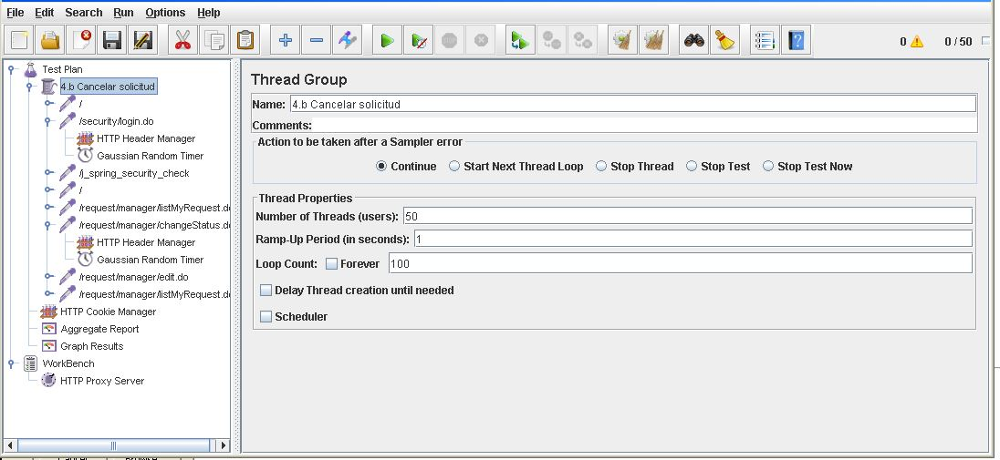 File Edit Search Run Options Help
STOP
0 0 / 50
Test Plan
4.b Cancelar solicitud
/
/security/login.do
HTTP Header Manager
Gaussian Random Timer
/j_spring_security_check
/
/request/manager/listMyRequest.do
/request/manager/changeStatus.do
HTTP Header Manager
Gaussian Random Timer
/request/manager/edit.do
/request/manager/listMyRequest.do
HTTP Cookie Manager
Aggregate Report
Graph Results
WorkBench
HTTP Proxy Server
Thread Group
Name: 4.b Cancelar solicitud
Comments:
Action to be taken after a Sampler error
Continue Start Next Thread Loop Stop Thread Stop Test Stop Test Now
Thread Properties
Number of Threads (users): 50
Ramp-Up Period (in seconds): 1
Loop Count: Forever 100
Delay Thread creation until needed
Scheduler